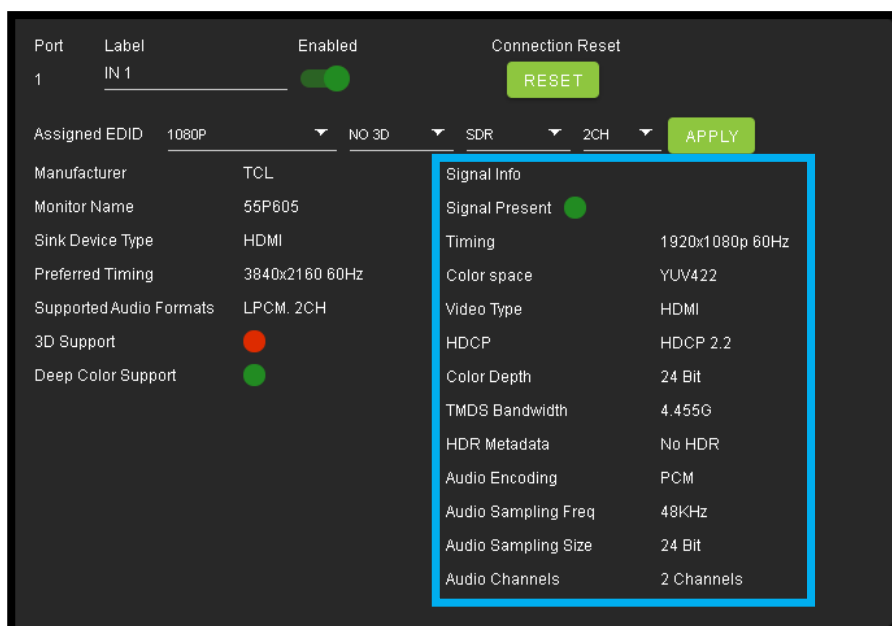 Port Label Enabled Connection Reset
1 IN 1 RESET
Assigned EDID 1080P NO 3D SDR 2CH APPLY
Manufacturer TCL
Monitor Name 55P605
Sink Device Type HDMI
Preferred Timing 3840x2160 60Hz
Supported Audio Formats LPCM. 2CH
3D Support
Deep Color Support
Signal Info
Signal Present
Timing 1920x1080p 60Hz
Color space YUV422
Video Type HDMI
HDCP HDCP 2.2
Color Depth 24 Bit
TMDS Bandwidth 4.455G
HDR Metadata No HDR
Audio Encoding PCM
Audio Sampling Freq 48KHz
Audio Sampling Size 24 Bit
Audio Channels 2 Channels